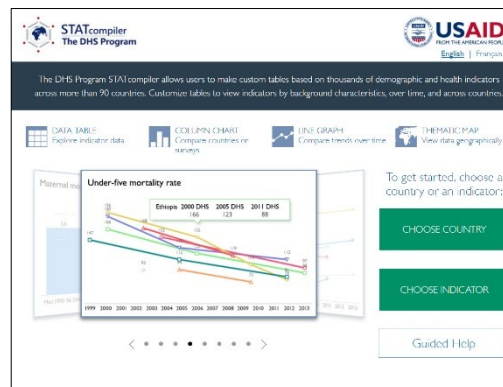 STATcompiler
The DHS Program
USAID
FROM THE AMERICAN PEOPLE
English | Français
The DHS Program STATcompiler allows users to make custom tables based on thousands of demographic and health indicators
across more than 90 countries. Customize tables to view indicators by background characteristics, over time, and across countries.
DATA TABLE
Explore indicator data
COLUMN CHART
Compare countries or
surveys
LINE GRAPH
Compare trends over time
THEMATIC MAP
View data geographically
To get started, choose a
country or an indicator:
Maternal mo
Under-five mortality rate
Ethiopia 2000 DHS 2005 DHS 2011 DHS
166 123 88
1999 2000 2001 2002 2003 2004 2005 2006 2007 2008 2009 2010 2011 2012 2013
CHOOSE COUNTRY
CHOOSE INDICATOR
Guided Help